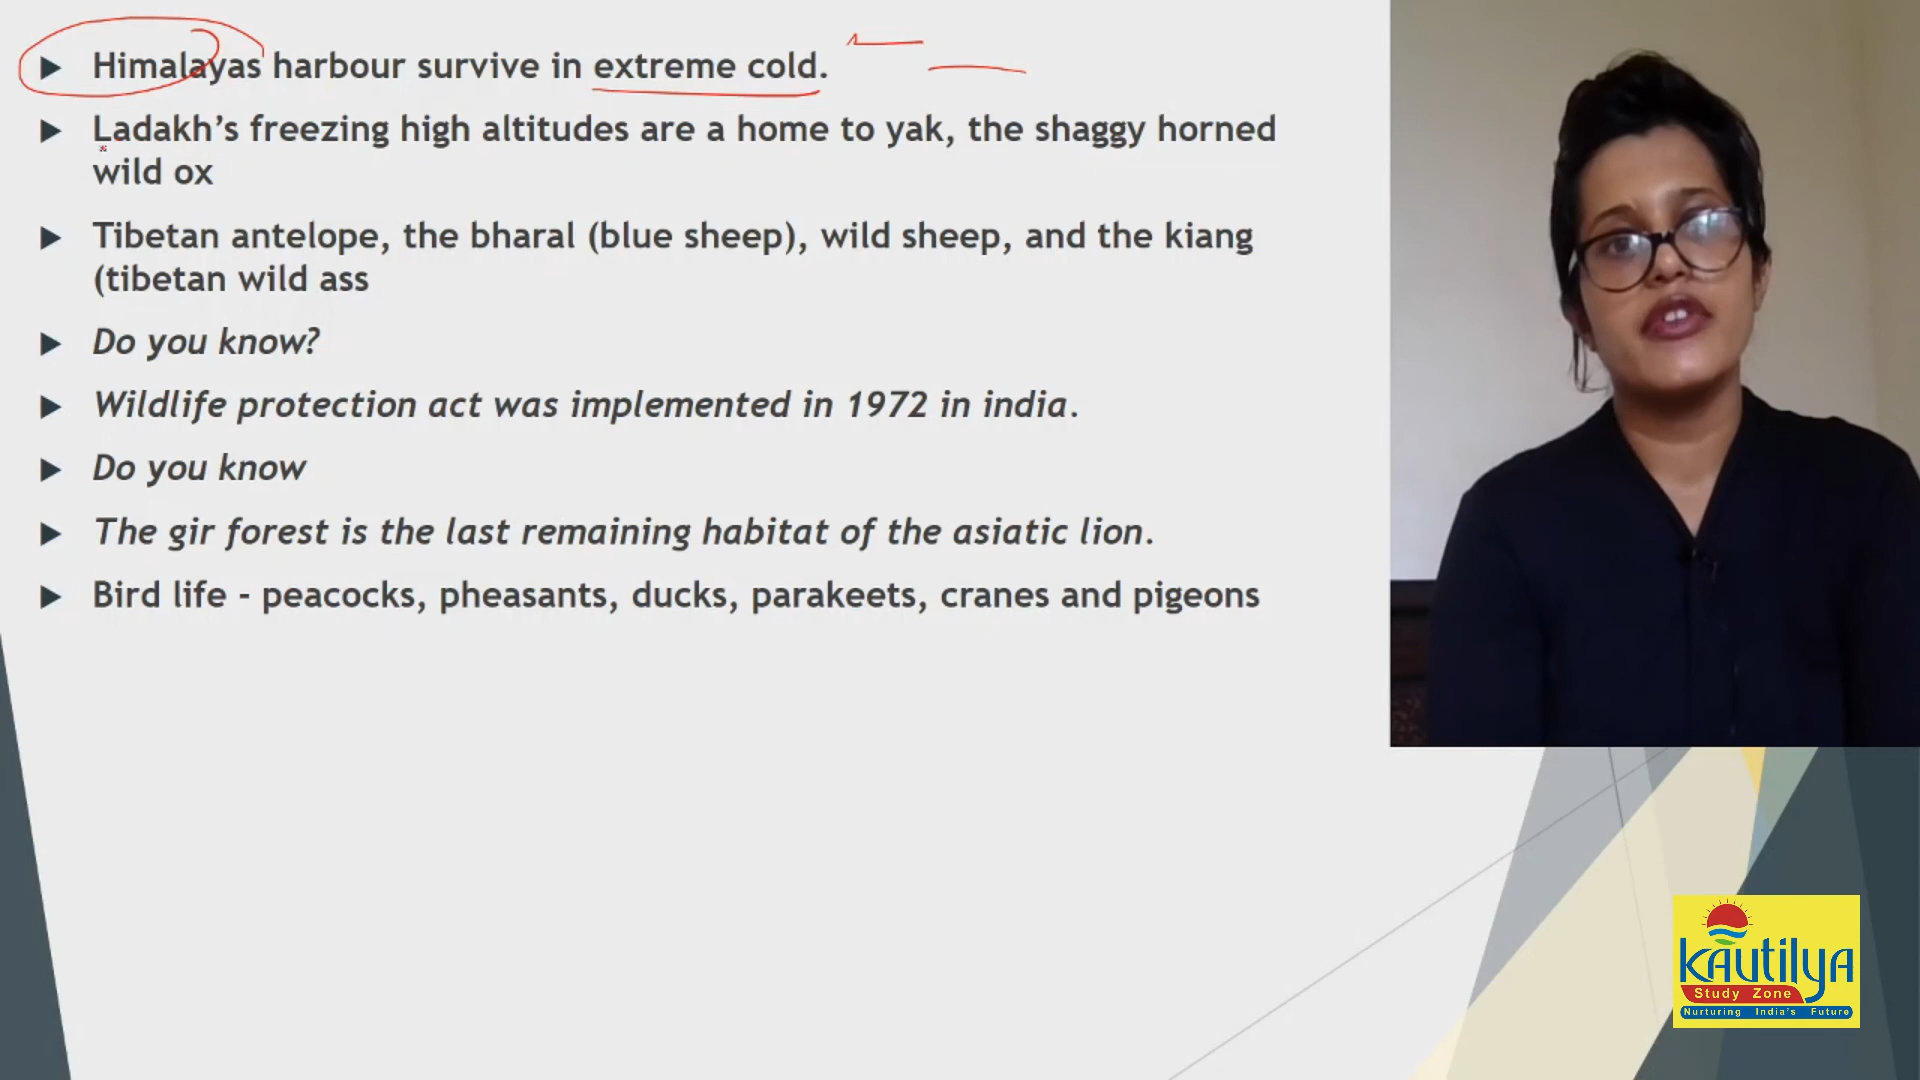 Himalayas harbour survive in extreme cold.
Ladakh's freezing high altitudes are a home to yak, the shaggy horned
wild ox
Tibetan antelope, the bharal (blue sheep), wild sheep, and the kiang
(tibetan wild ass
Do you know?
Wildlife protection act was implemented in 1972 in india.
Do you know
The gir forest is the last remaining habitat of the asiatic lion.
Bird life - peacocks, pheasants, ducks, parakeets, cranes and pigeons
kautilya
Study Zone
Nurturing India's Future